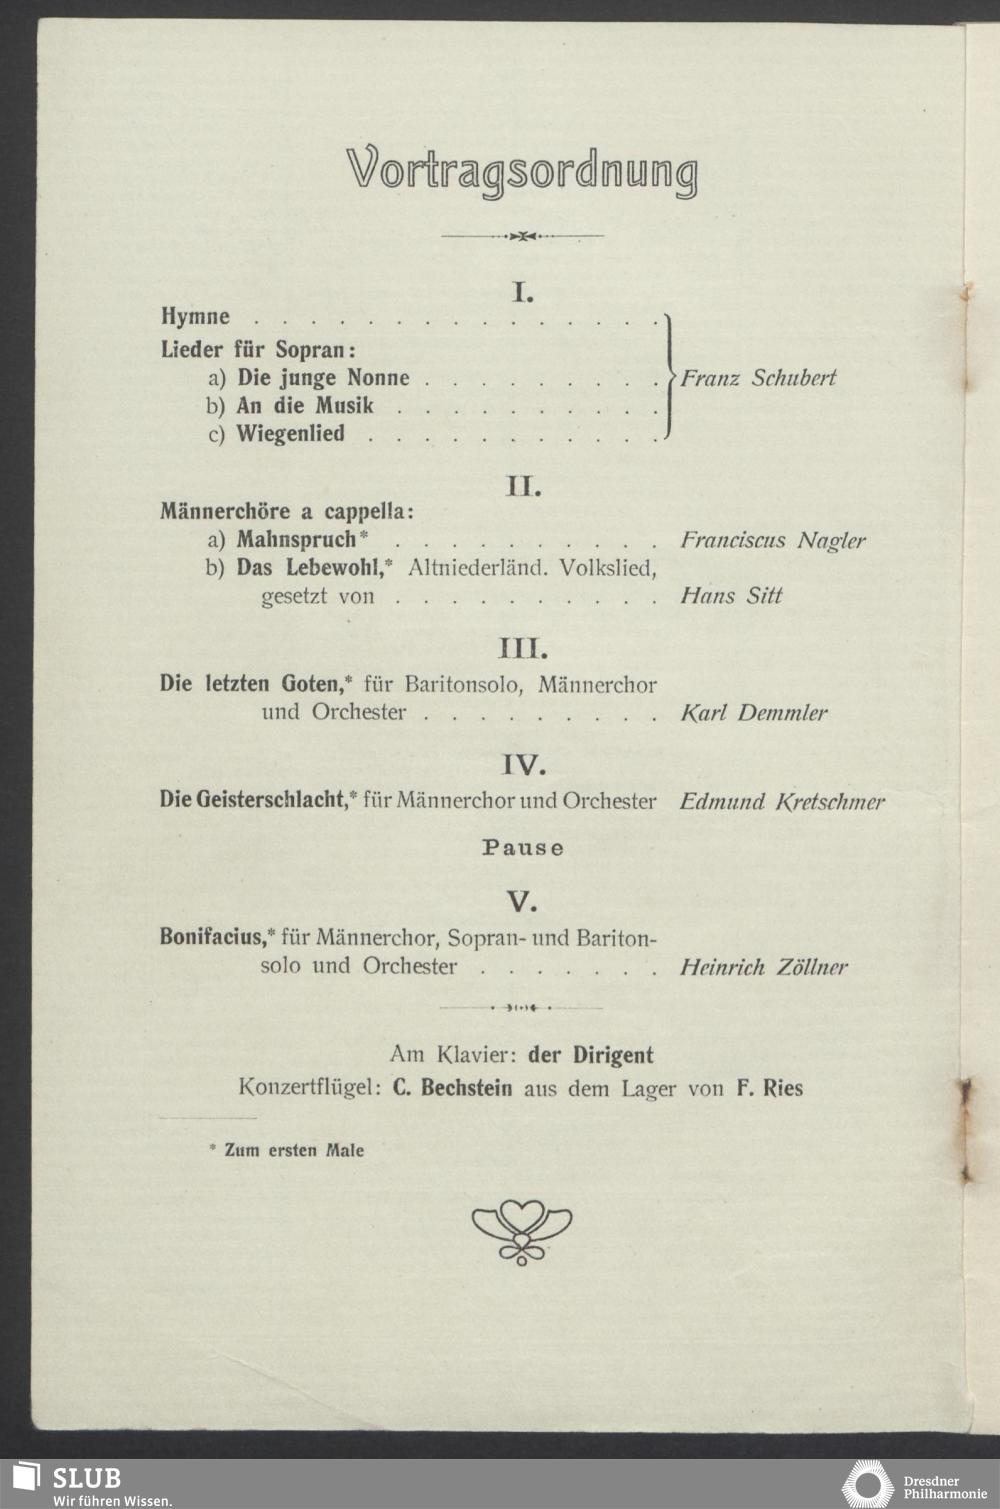 Vortragsordnung
I.
Hymne . . . . . . . . . . . . . . .
Lieder für Sopran:
a) Die junge Nonne . . . . . . . . . Franz Schubert
b) An die Musik . . . . . . . . . .
c) Wiegenlied . . . . . . . . . . .
II.
Männerchöre a cappella:
a) Mahnspruch* . . . . . . . . . . Franciscus Nagler
b) Das Lebewohl,* Altniederländ. Volkslied,
gesetzt von . . . . . . . . . . Hans Sitt
III.
Die letzten Goten,* für Baritonsolo, Männerchor
und Orchester . . . . . . . . . Karl Demmler
IV.
Die Geisterschlacht,* für Männerchor und Orchester Edmund Kretschmer
Pause
V.
Bonifacius,* für Männerchor, Sopran- und Bariton-
solo und Orchester . . . . . . . Heinrich Zöllner
Am Klavier: der Dirigent
Konzertflügel: C. Bechstein aus dem Lager von F. Ries
* Zum ersten Male
SLUB
Wir führen Wissen.
Dresdner
Philharmonie